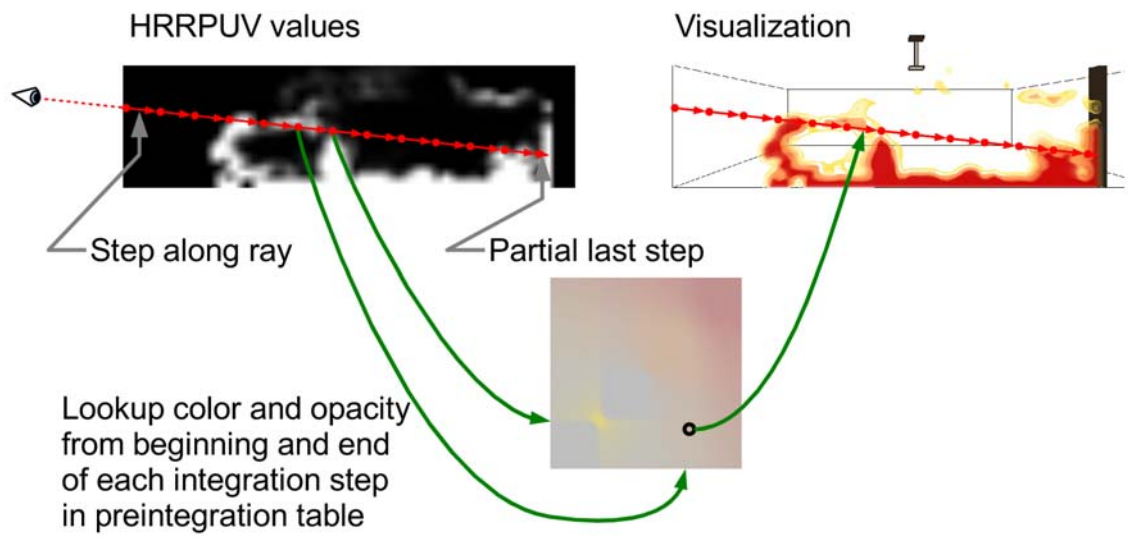 HRRPUV values
Visualization
Step along ray
Partial last step
Lookup color and opacity
from beginning and end
of each integration step
in preintegration table